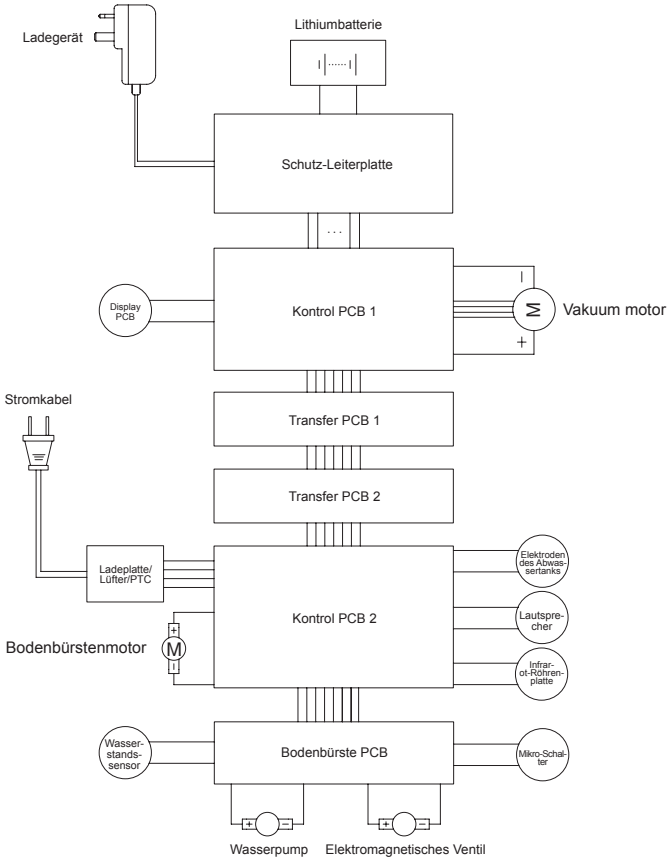 Lithiumbatterie
Ladegerät
Schutz-Leiterplatte
...
Display
PCB
Kontrol PCB 1
−
M
+
Vakuum motor
Stromkabel
Transfer PCB 1
Transfer PCB 2
Ladeplatte/
Lüfter/PTC
Kontrol PCB 2
Elektroden
des Abwas-
sertanks
Lautspre-
cher
Infrar-
ot-Röhren-
platte
Bodenbürstenmotor
+
M
−
Wasser-
stands-
sensor
Bodenbürste PCB
Mikro-Schal-
ter
+ −
+ −
Wasserpump
Elektromagnetisches Ventil